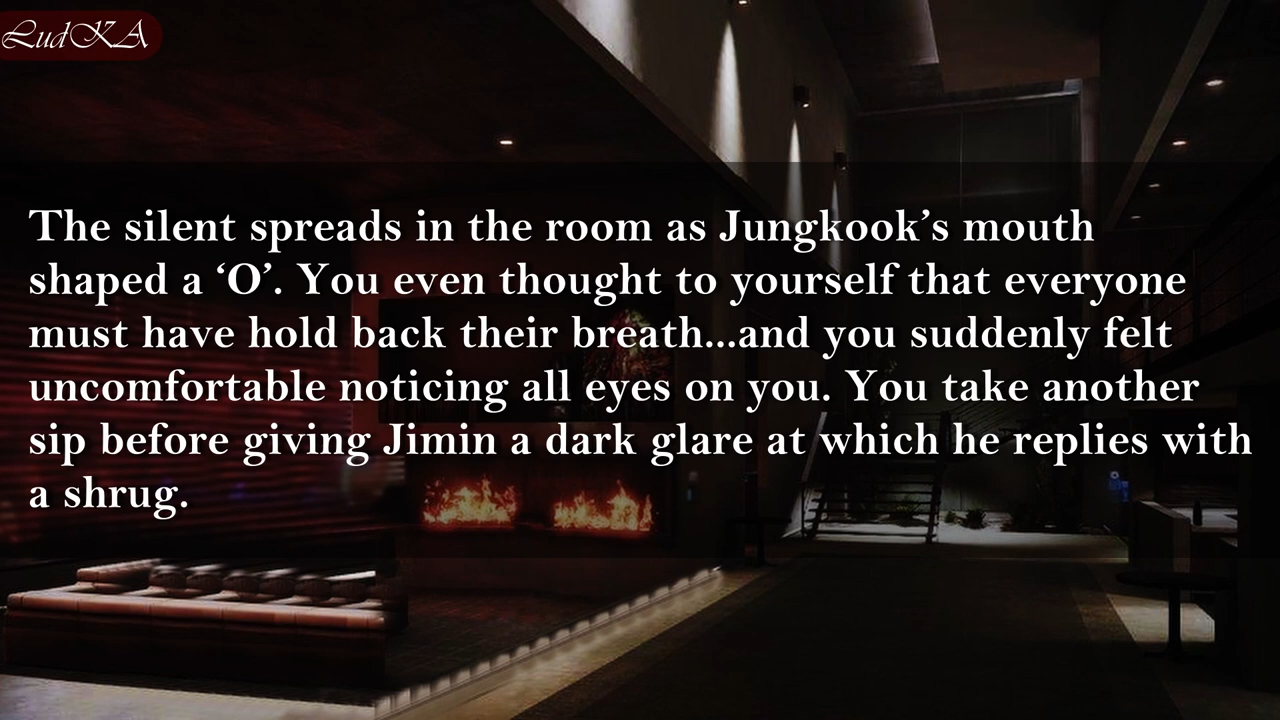 LudKA
The silent spreads in the room as Jungkook’s mouth
shaped a ‘O’. You even thought to yourself that everyone
must have hold back their breath...and you suddenly felt
uncomfortable noticing all eyes on you. You take another
sip before giving Jimin a dark glare at which he replies with
a shrug.